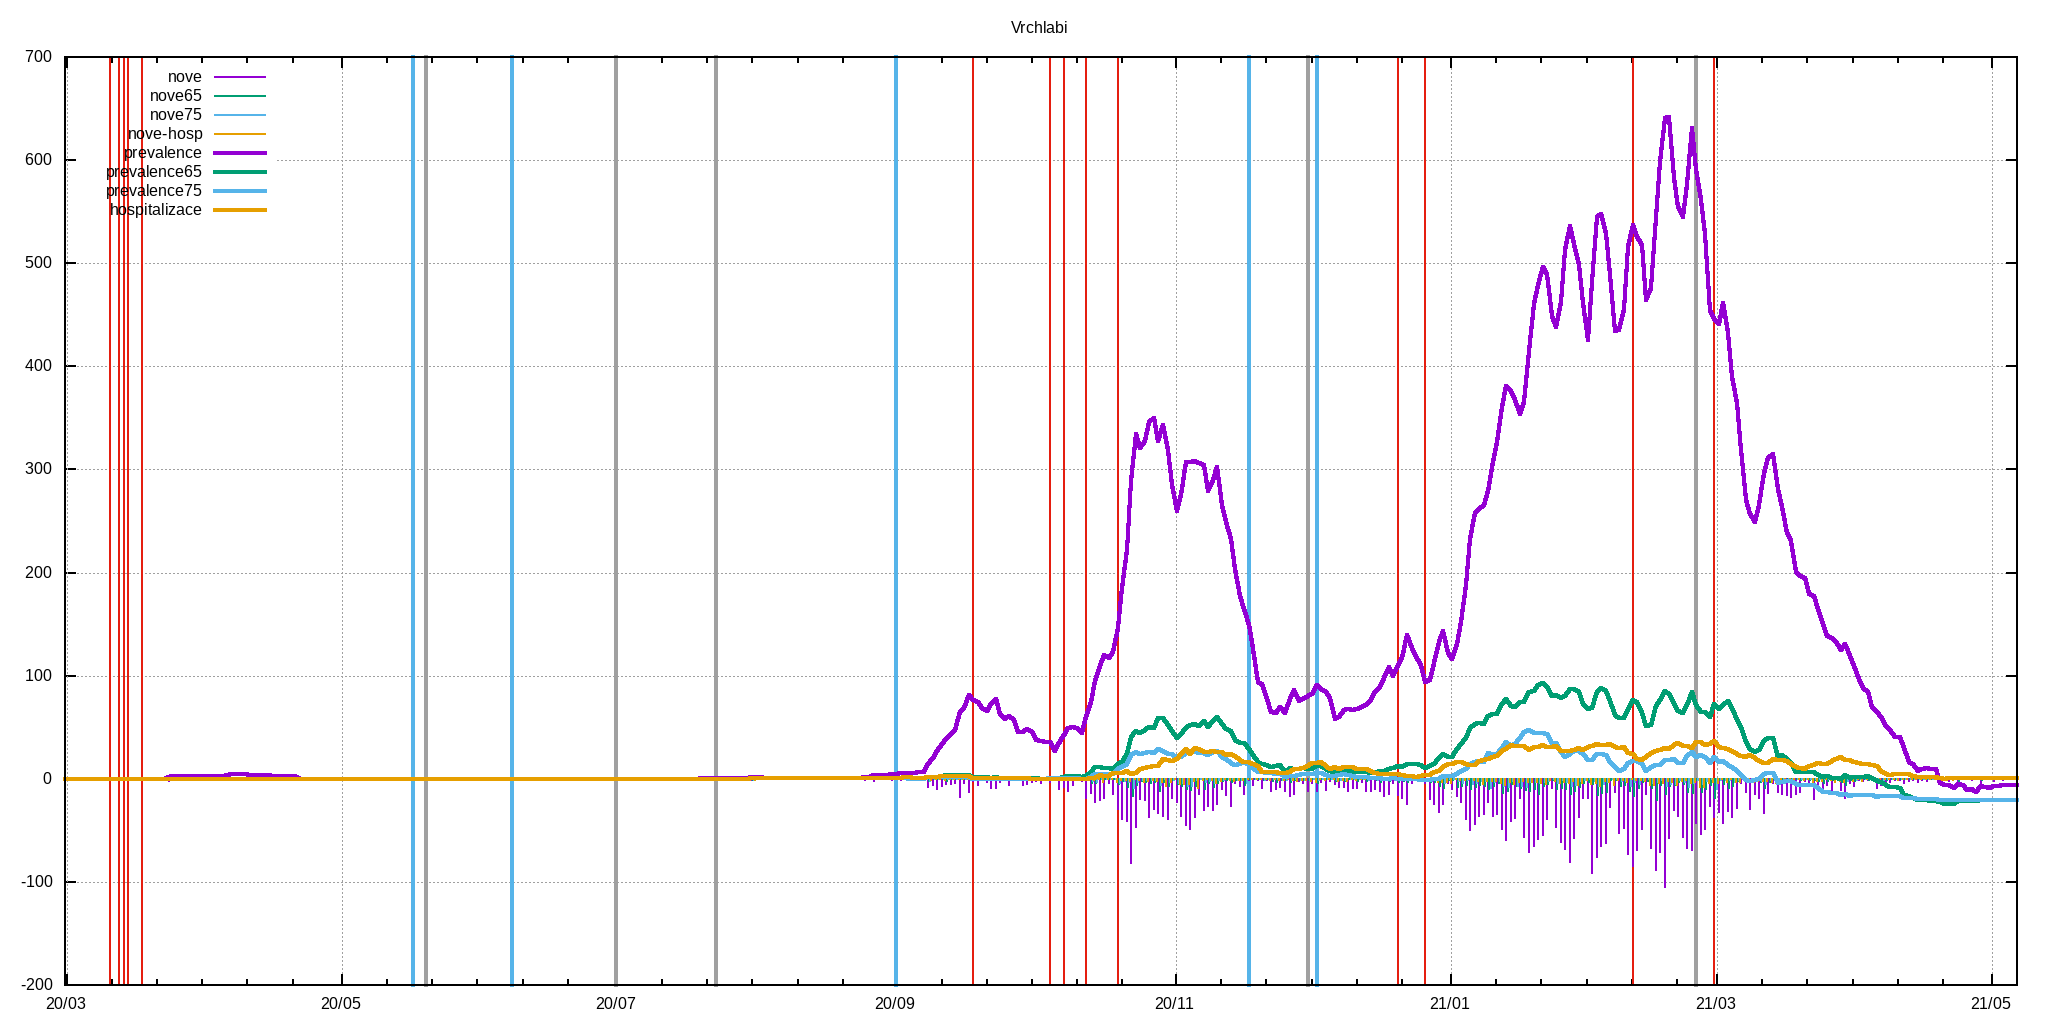 Vrchlabi
700
600
500
400
300
200
100
0
-100
-200
nove
nove65
nove75
nove-hosp
prevalence
prevalence65
prevalence75
hospitalizace
20/03 20/05 20/07 20/09 20/11 21/01 21/03 21/05